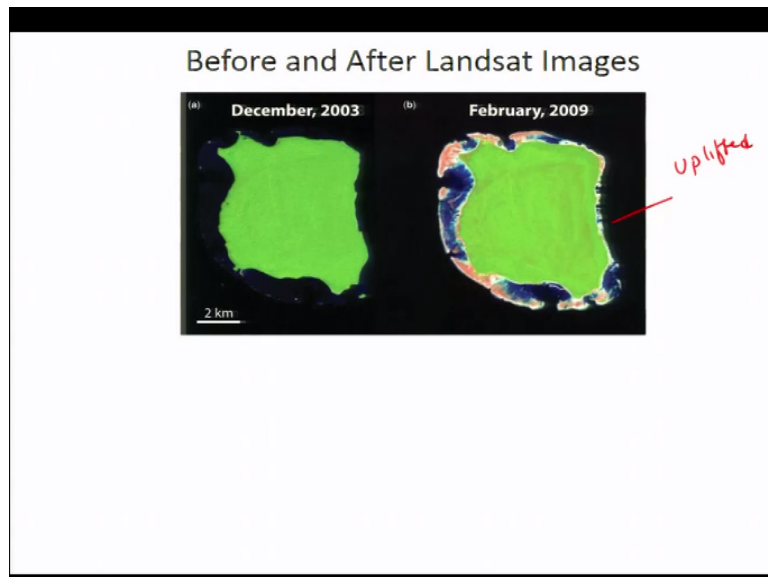 Before and After Landsat Images
(a) December, 2003
(b) February, 2009
Uplifted
2 km